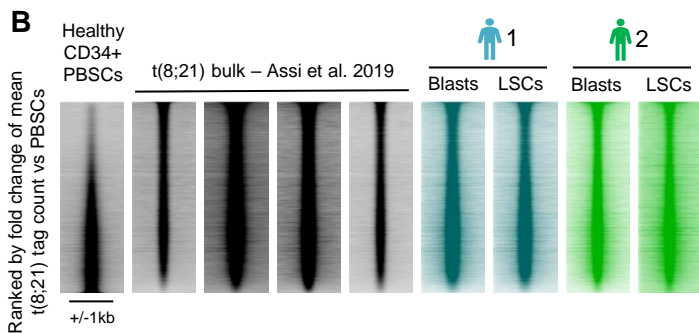 B
Healthy
CD34+
PBSCs
t(8;21) bulk – Assi et al. 2019
1
2
Blasts
LSCs
Blasts
LSCs
Ranked by fold change of mean
t(8;21) tag count vs PBSCs
+/-1kb